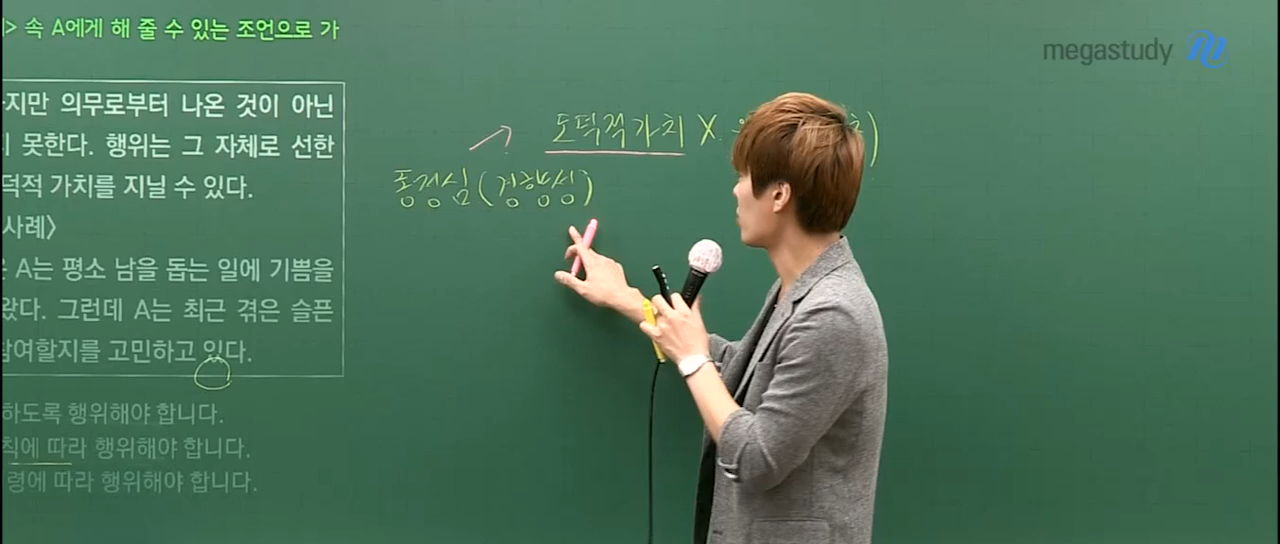 > 속 A에게 해 줄 수 있는 조언으로 가
megastudy
지만 의무로부터 나온 것이 아닌
못한다. 행위는 그 자체로 선한
덕적 가치를 지닐 수 있다.
사례>
A는 평소 남을 돕는 일에 기쁨을
왔다. 그런데 A는 최근 겪은 슬픈
참여할지를 고민하고 있다.
하도록 행위해야 합니다.
칙에 따라 행위해야 합니다.
령에 따라 행위해야 합니다.
도덕적 가치 X
동정심(경향성)